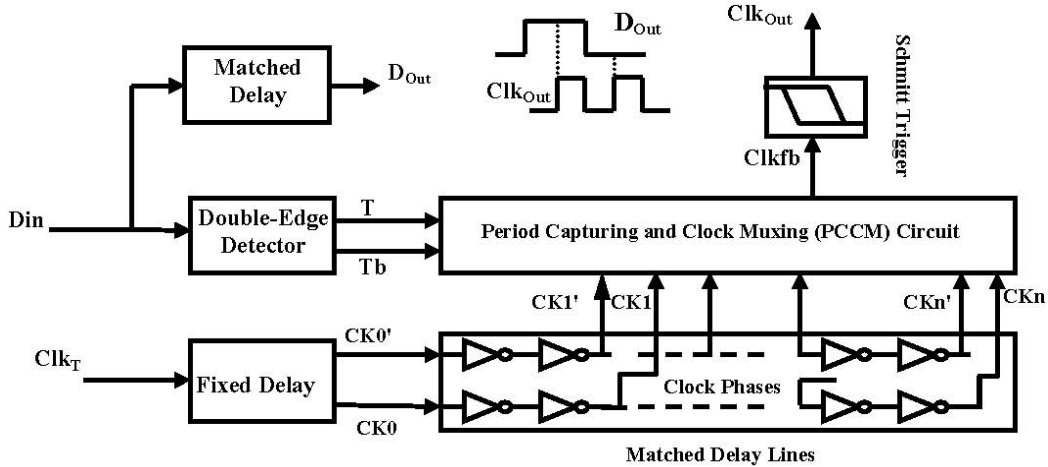 Clk_Out
D_Out
Matched
Delay
D_Out
Clk_Out
Schmitt Trigger
Clkfb
Din
Double-Edge
Detector
T
Tb
Period Capturing and Clock Muxing (PCCM) Circuit
CK1'
CK1
CKn'
CKn
Clk_T
Fixed Delay
CK0'
CK0
Clock Phases
Matched Delay Lines